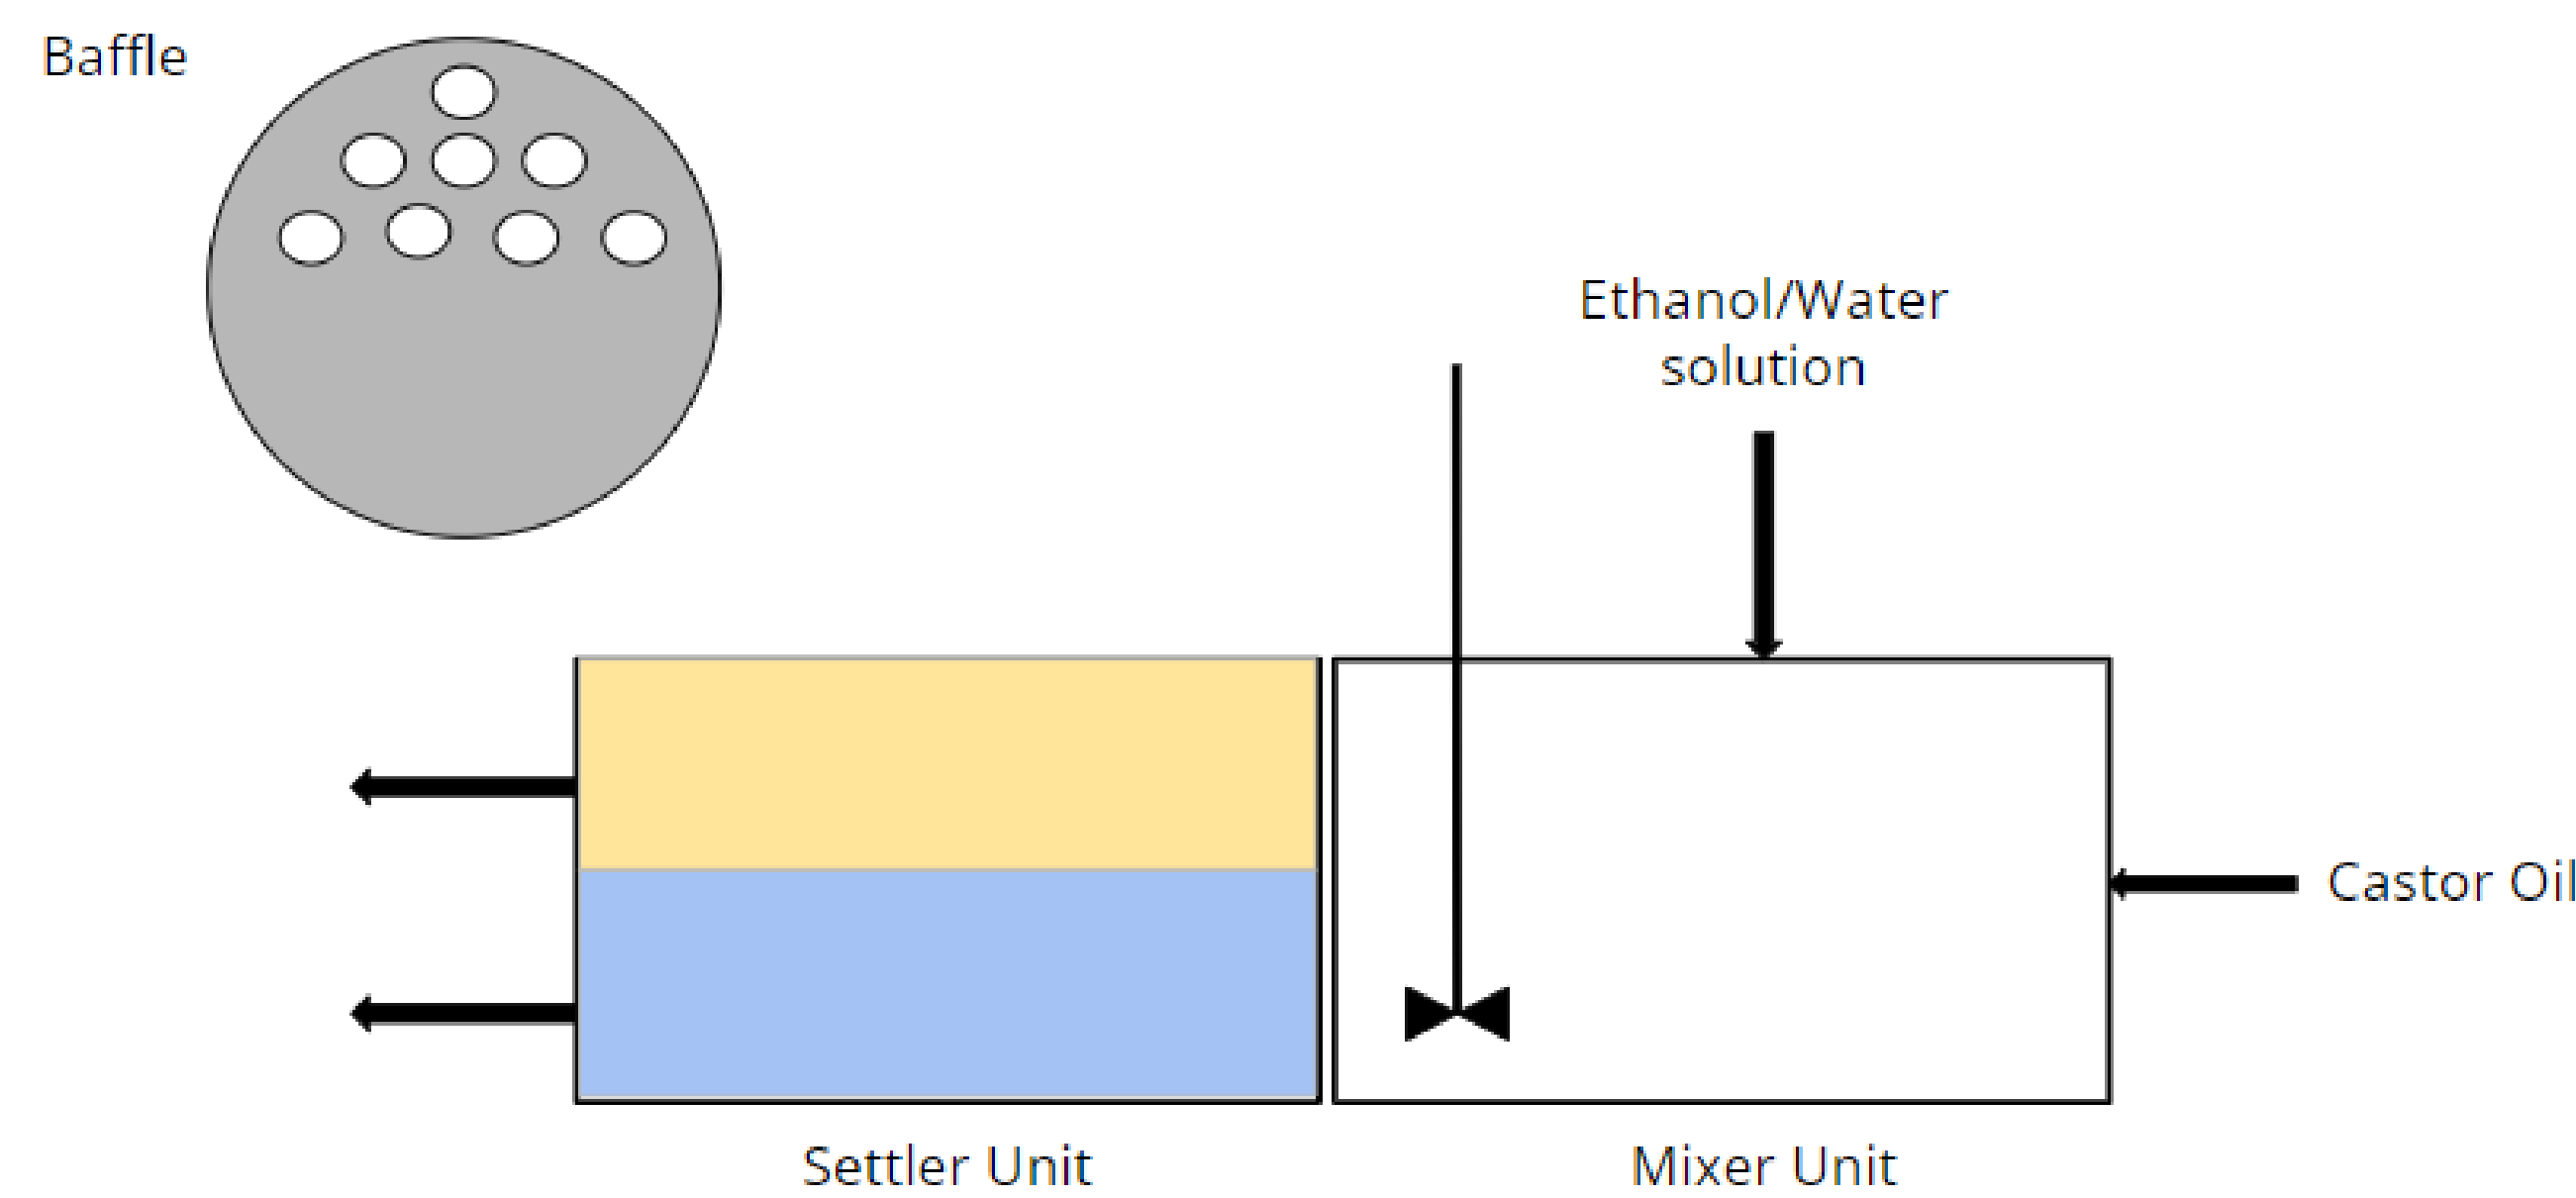 Baffle
Ethanol/Water
solution
Castor Oil
Settler Unit
Mixer Unit